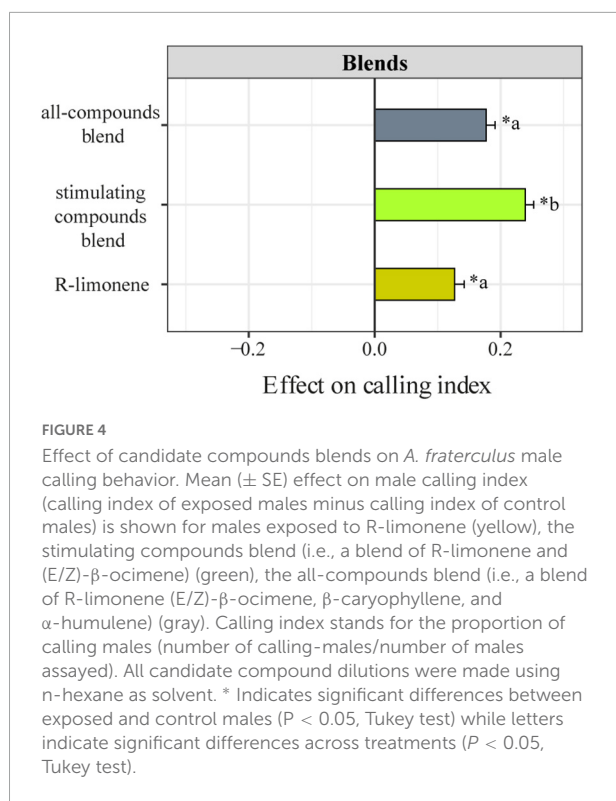 Blends
all-compounds
blend
*a
stimulating
compounds
blend
*b
R-limonene
*a
−0.2
0.0
0.2
Effect on calling index
FIGURE 4
Effect of candidate compounds blends on A. fraterculus male
calling behavior. Mean (± SE) effect on male calling index
(calling index of exposed males minus calling index of control
males) is shown for males exposed to R-limonene (yellow), the
stimulating compounds blend (i.e., a blend of R-limonene and
(E/Z)-β-ocimene) (green), the all-compounds blend (i.e., a blend
of R-limonene (E/Z)-β-ocimene, β-caryophyllene, and
α-humulene) (gray). Calling index stands for the proportion of
calling males (number of calling-males/number of males
assayed). All candidate compound dilutions were made using
n-hexane as solvent. * Indicates significant differences between
exposed and control males (P < 0.05, Tukey test) while letters
indicate significant differences across treatments (P < 0.05,
Tukey test).